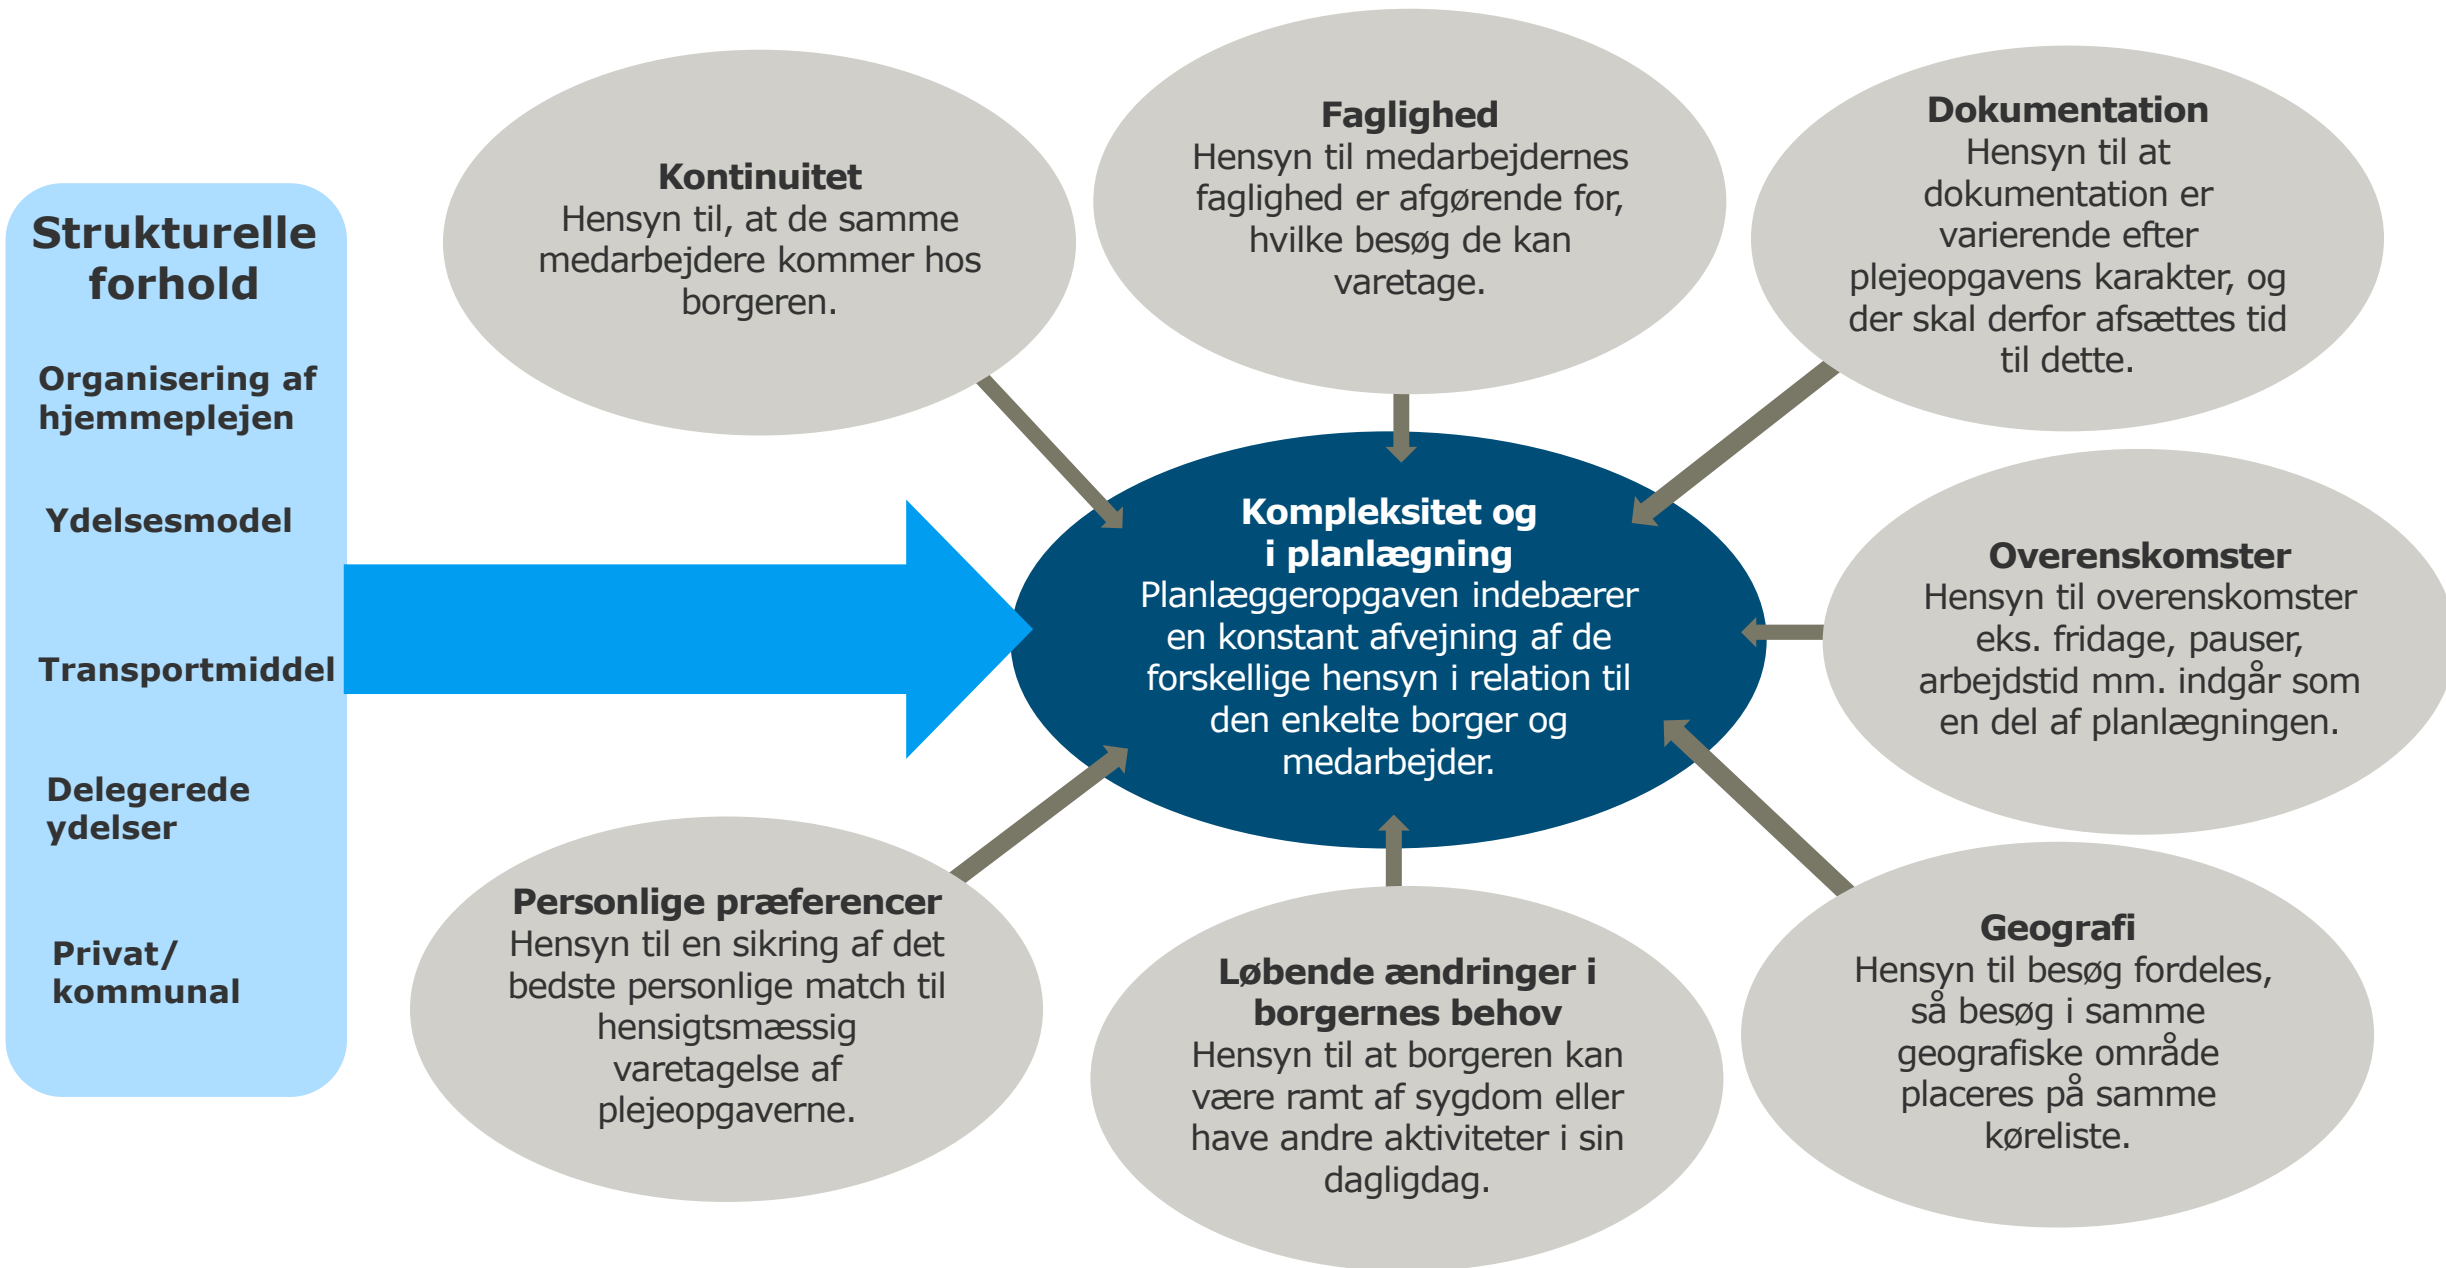 Strukturelle
forhold
Organisering af
hjemmeplejen
Ydelsesmodel
Transportmiddel
Delegerede
ydelser
Privat/
kommunal
Kontinuitet
Hensyn til, at de samme
medarbejdere kommer hos
borgeren.
Faglighed
Hensyn til medarbejdernes
faglighed er afgørende for,
hvilke besøg de kan
varetage.
Dokumentation
Hensyn til at
dokumentation er
varierende efter
plejeopgavens karakter, og
der skal derfor afsættes tid
til dette.
Kompleksitet og
i planlægning
Planlæggeropgaven indebærer
en konstant afvejning af de
forskellige hensyn i relation til
den enkelte borger og
medarbejder.
Overenskomster
Hensyn til overenskomster
eks. fridage, pauser,
arbejdstid mm. indgår som
en del af planlægningen.
Personlige præferencer
Hensyn til en sikring af det
bedste personlige match til
hensigtsmæssig
varetagelse af
plejeopgaverne.
Løbende ændringer i
borgernes behov
Hensyn til at borgeren kan
være ramt af sygdom eller
have andre aktiviteter i sin
dagligdag.
Geografi
Hensyn til besøg fordeles,
så besøg i samme
geografiske område
placeres på samme
køreliste.